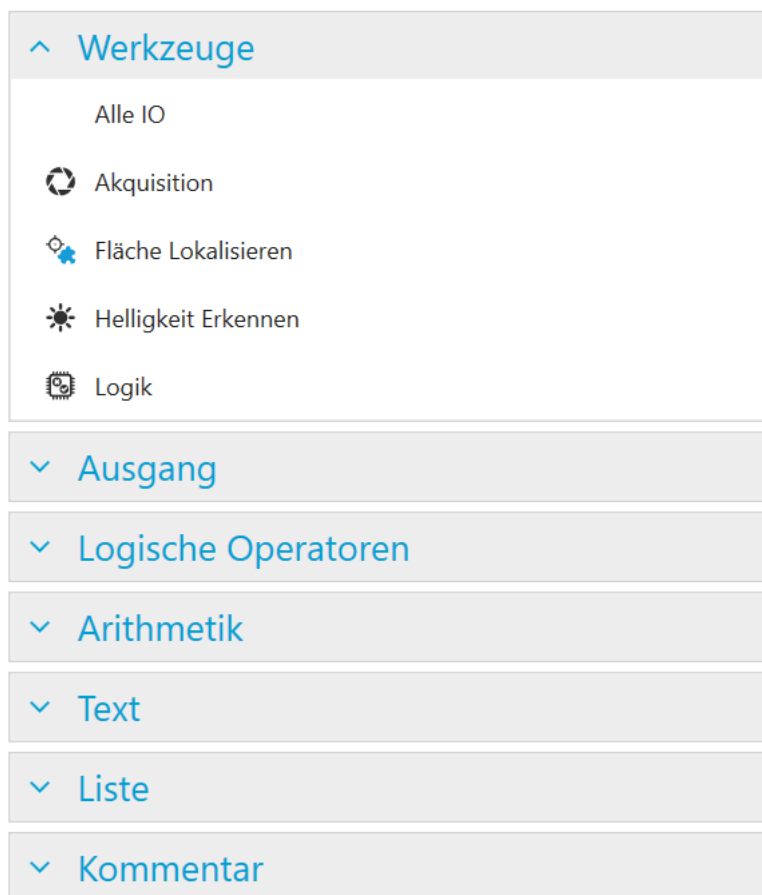 Werkzeuge
Alle IO
Akquisition
Fläche Lokalisieren
Helligkeit Erkennen
Logik
Ausgang
Logische Operatoren
Arithmetik
Text
Liste
Kommentar